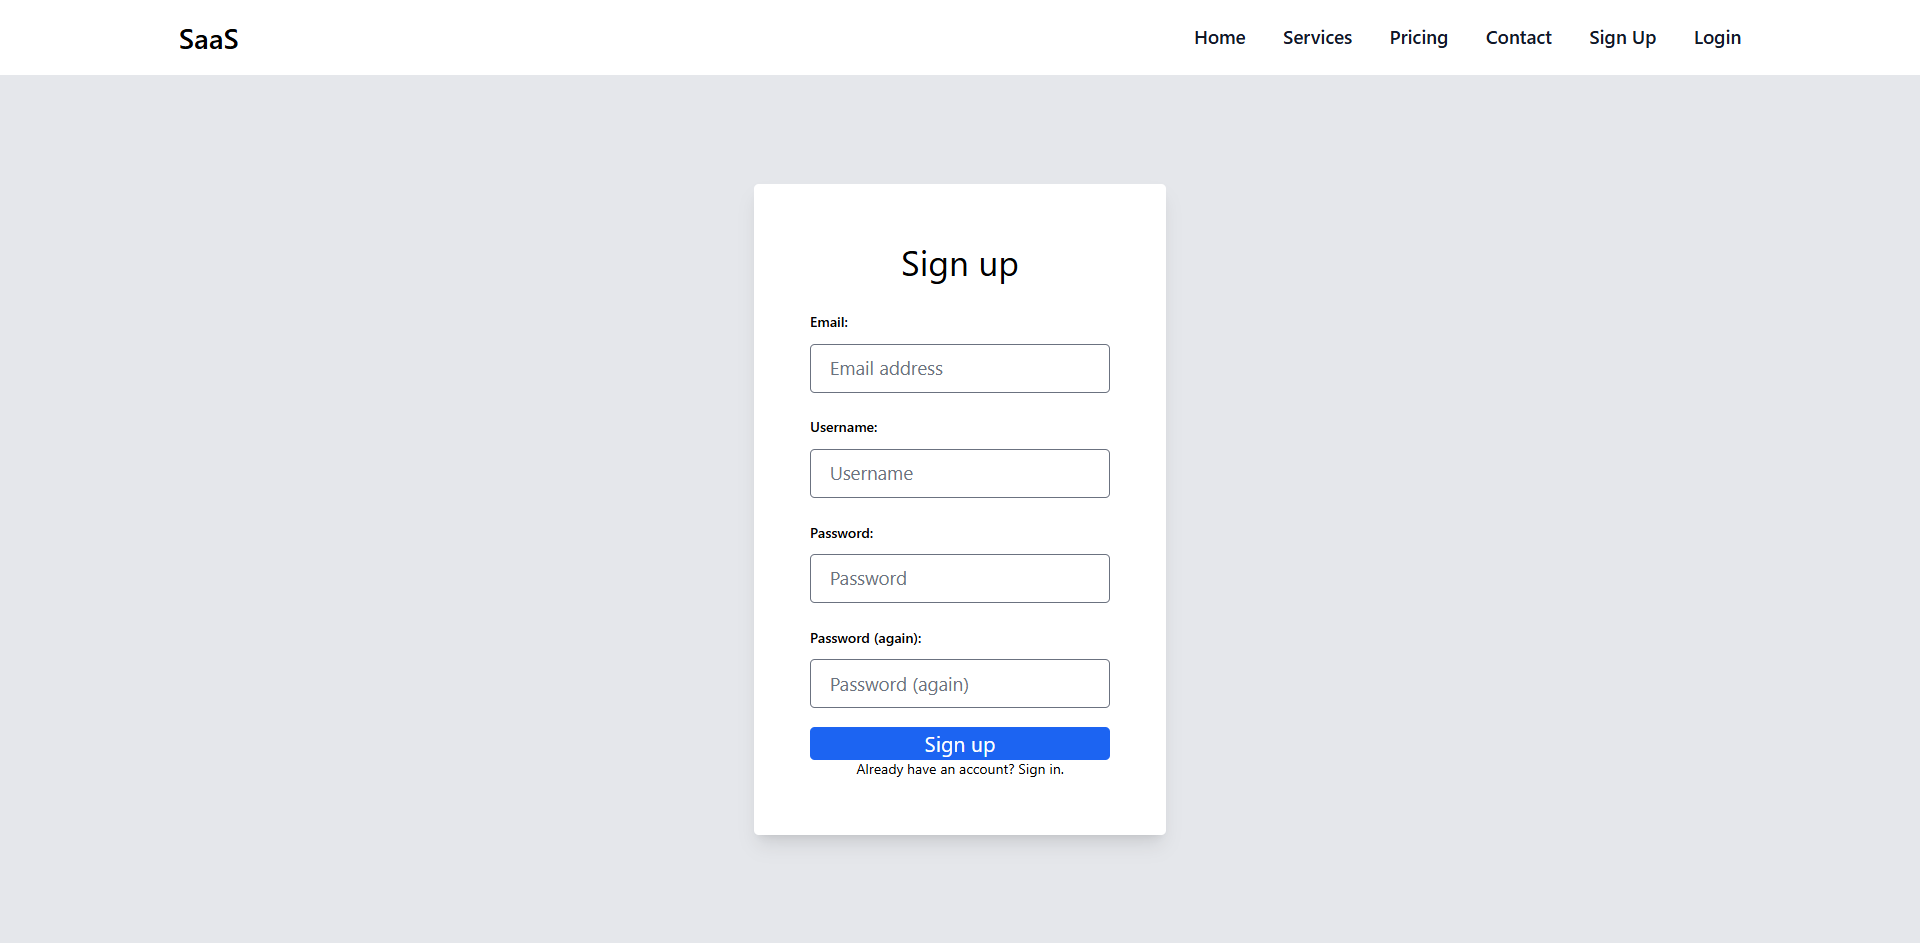 SaaS
Home Services Pricing Contact Sign Up Login
Sign up
Email:
Email address
Username:
Username
Password:
Password
Password (again):
Password (again)
Sign up
Already have an account? Sign in.